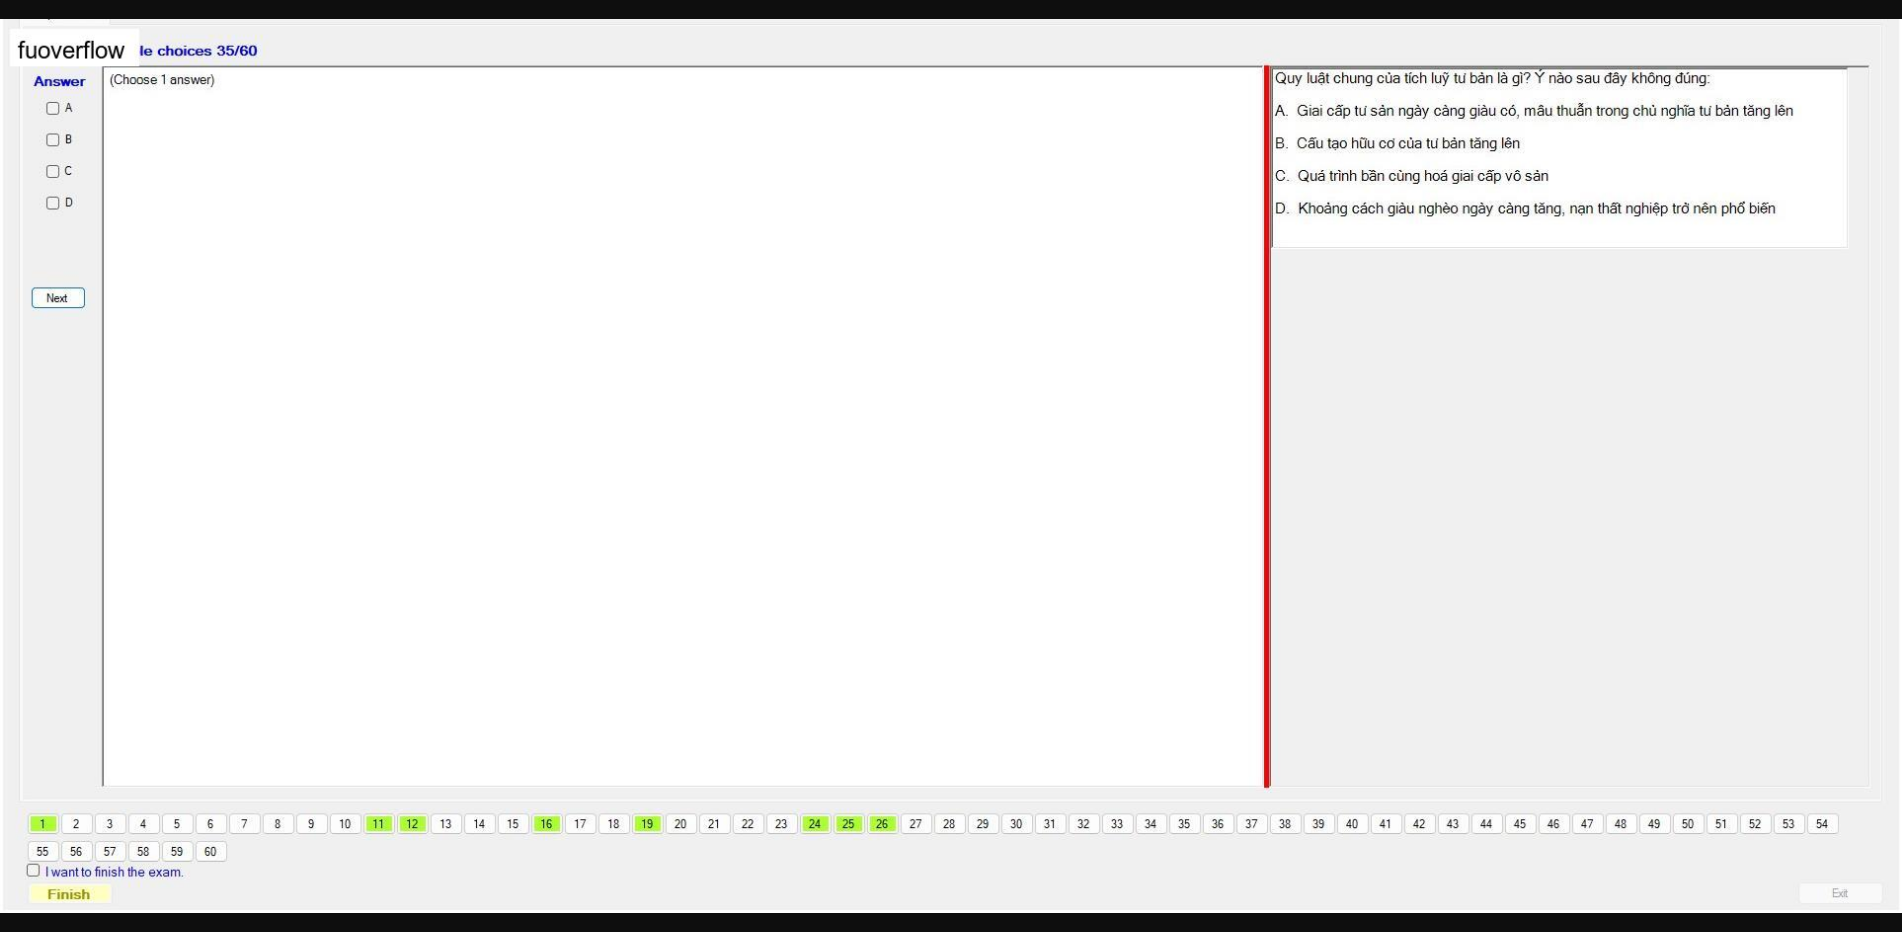 fuoverflow
le choices 35/60
Answer
A
B
C
D
Next
(Choose 1 answer)
Quy luật chung của tích luỹ tư bản là gì? Ý nào sau đây không đúng:
A. Giai cấp tư sản ngày càng giàu có, mâu thuẫn trong chủ nghĩa tư bản tăng lên
B. Cấu tạo hữu cơ của tư bản tăng lên
C. Quá trình bần cùng hoá giai cấp vô sản
D. Khoảng cách giàu nghèo ngày càng tăng, nạn thất nghiệp trở nên phổ biến
1 2 3 4 5 6 7 8 9 10 11 12 13 14 15 16 17 18 19 20 21 22 23 24 25 26 27 28 29 30 31 32 33 34 35 36 37 38 39 40 41 42 43 44 45 46 47 48 49 50 51 52 53 54
55 56 57 58 59 60
I want to finish the exam.
Finish
Exit